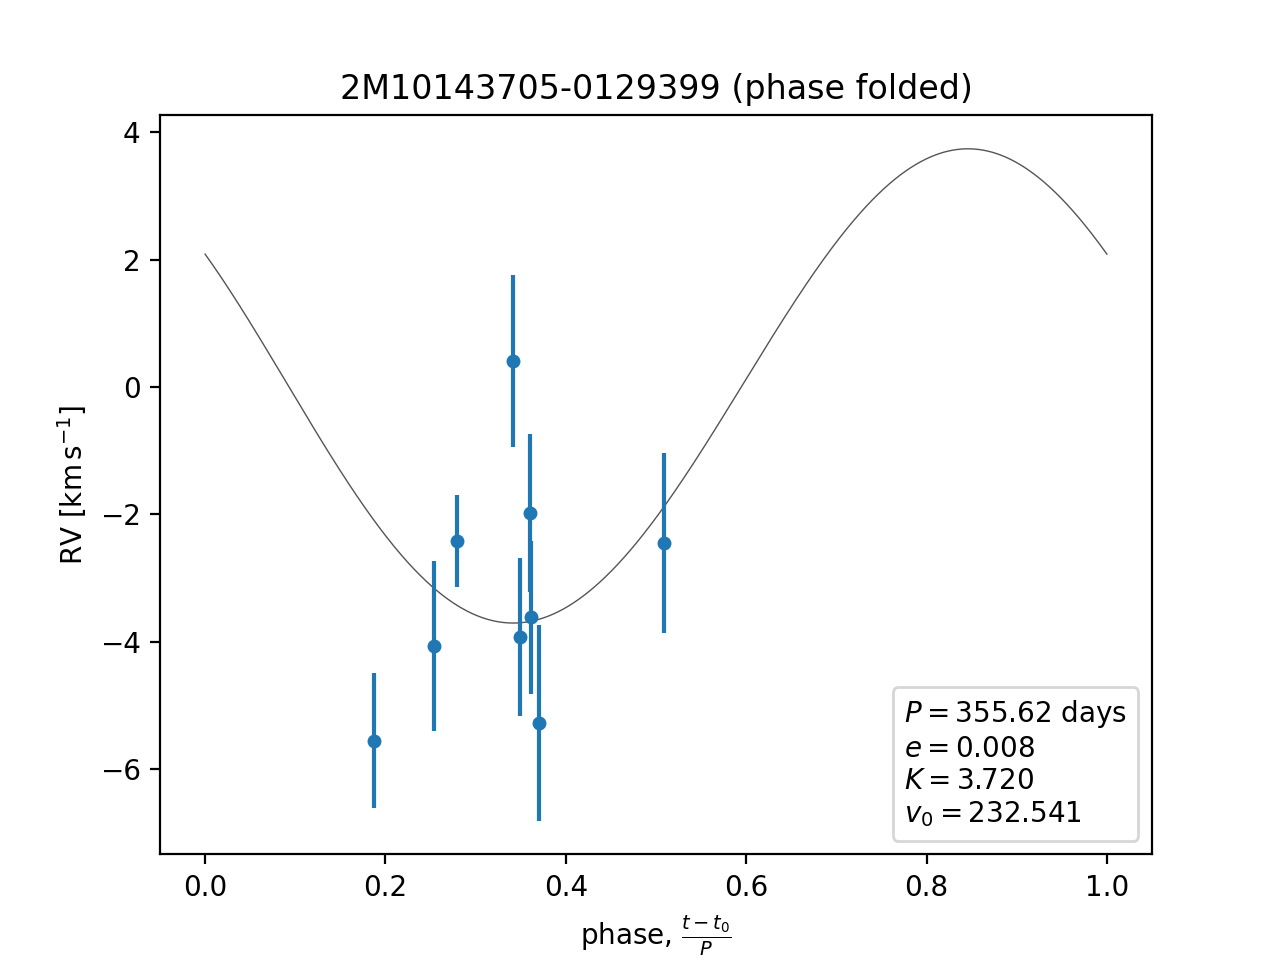 2M10143705-0129399 (phase folded)
4
2
0
−2
−4
−6
RV [km s⁻¹]
P = 355.62 days
e = 0.008
K = 3.720
v₀ = 232.541
0.0 0.2 0.4 0.6 0.8 1.0
phase, (t − t₀)/P